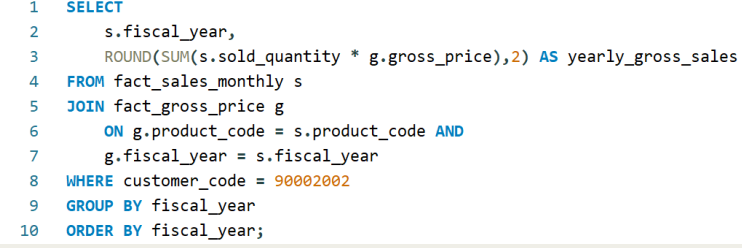 1 SELECT
2 s.fiscal_year,
3 ROUND(SUM(s.sold_quantity * g.gross_price),2) AS yearly_gross_sales
4 FROM fact_sales_monthly s
5 JOIN fact_gross_price g
6 ON g.product_code = s.product_code AND
7 g.fiscal_year = s.fiscal_year
8 WHERE customer_code = 90002002
9 GROUP BY fiscal_year
10 ORDER BY fiscal_year;